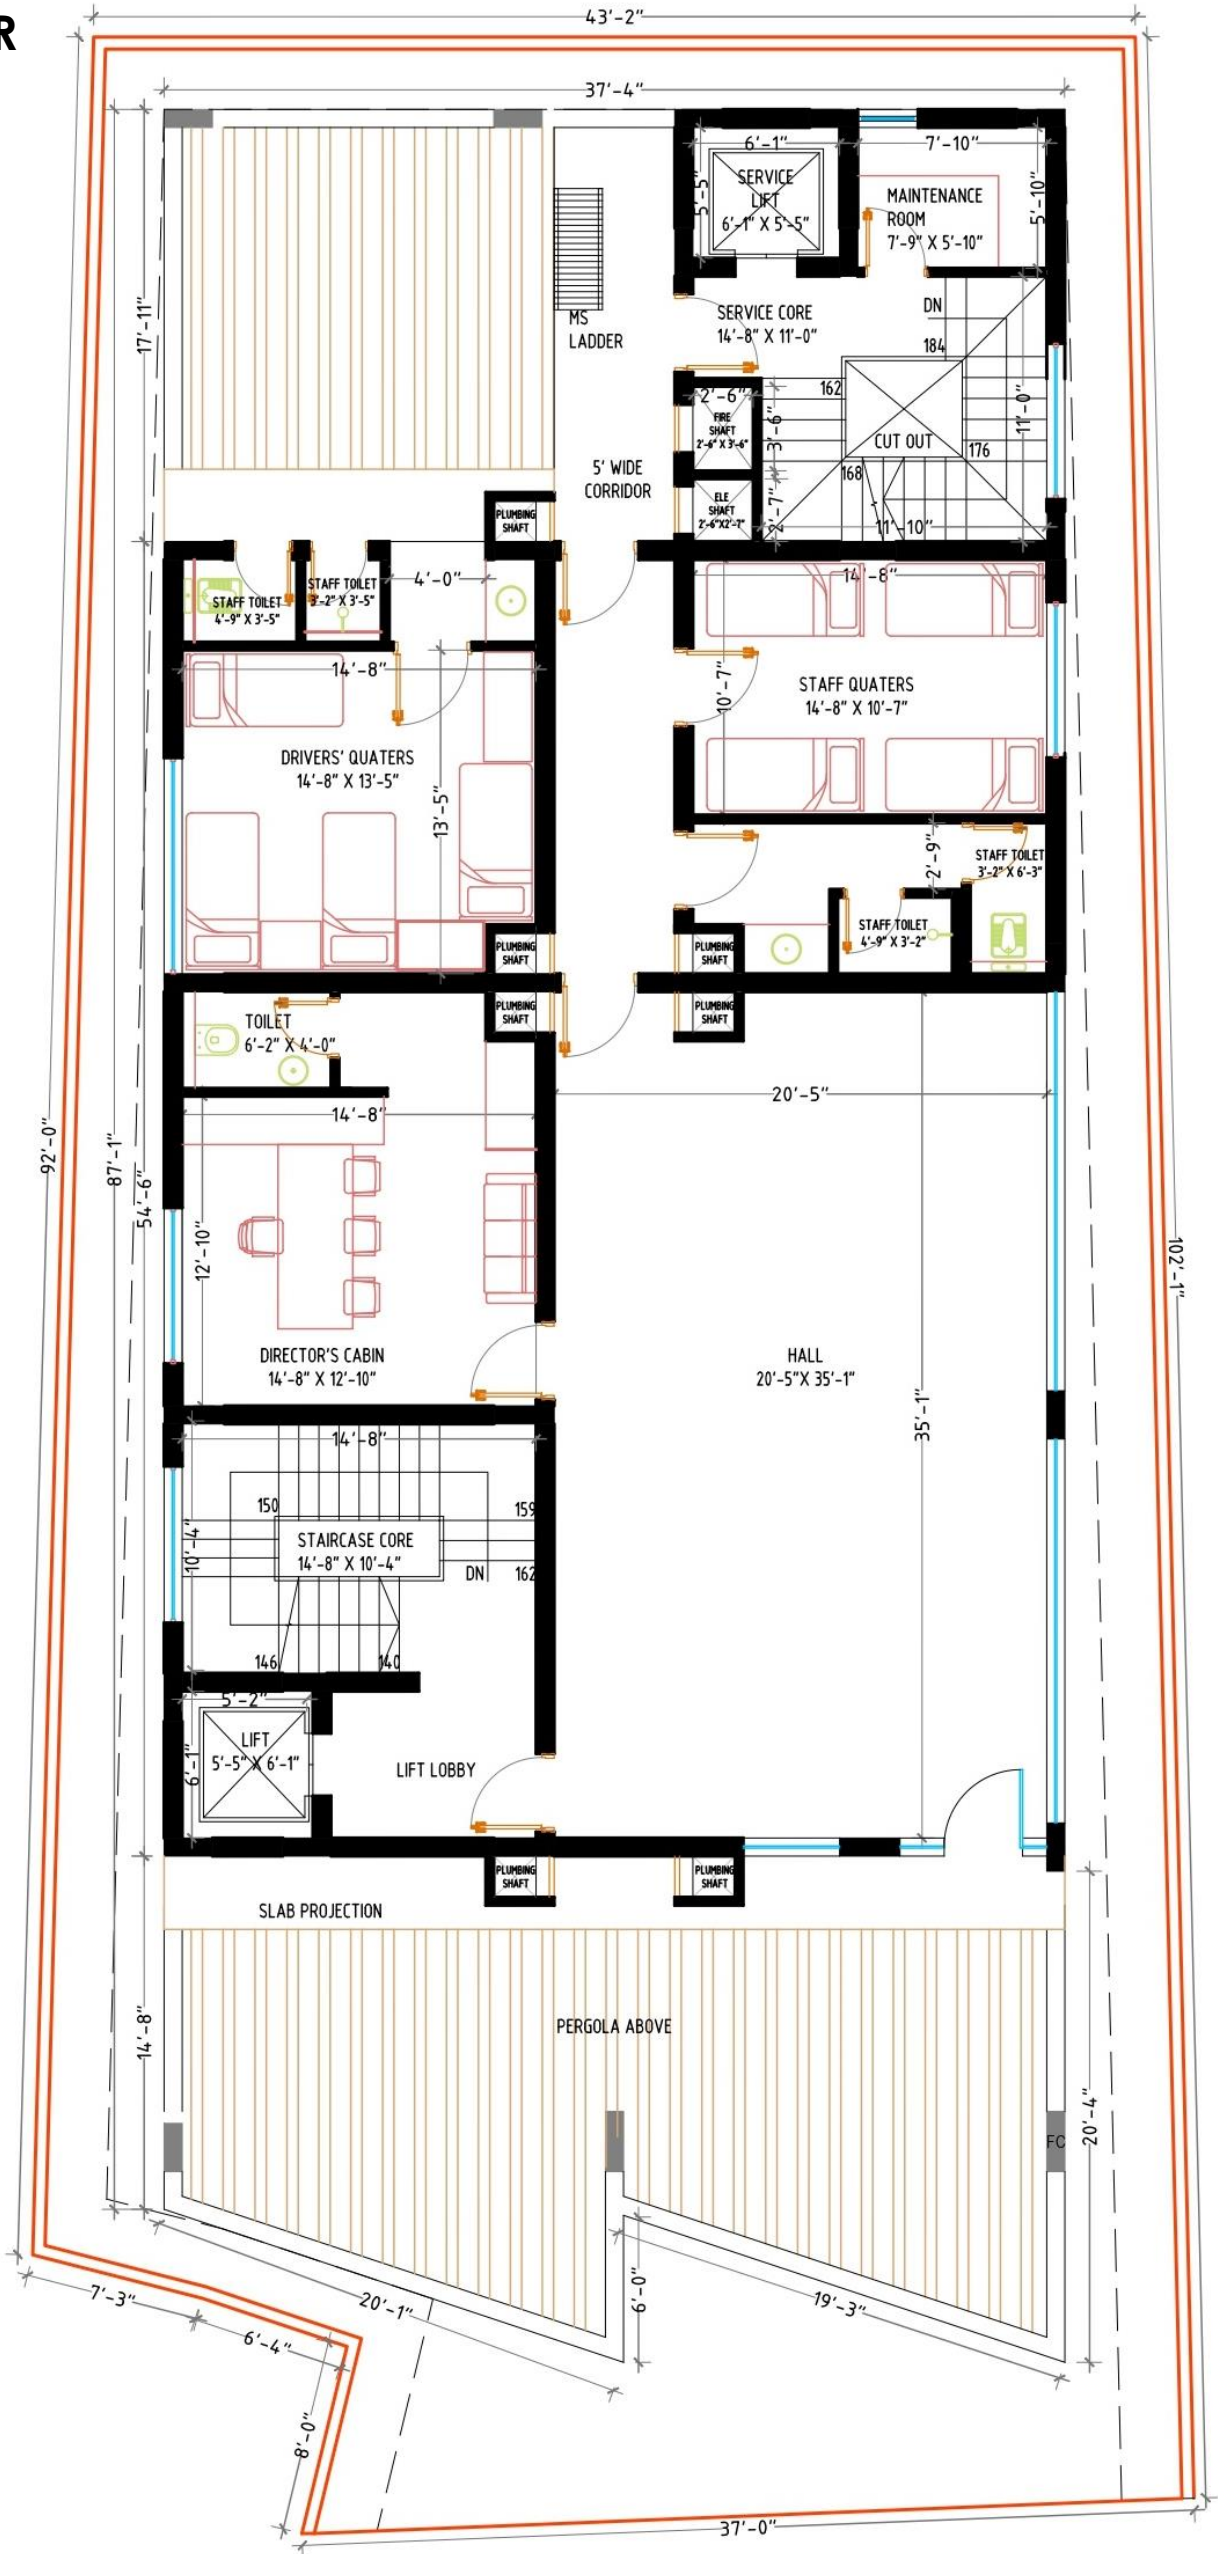 R
43'-2"
37'-4"
6'-1"
7'-10"
5'-5"
SERVICE
LIFT
6'-1" X 5'-5"
MAINTENANCE
ROOM
7'-9" X 5'-10"
5'-10"
17'-11"
MS
LADDER
SERVICE CORE
14'-8" X 11'-0"
DN
184
162
2'-6"
FIRE
SHAFT
2'-6" X 3'-6"
3'-6"
11'-0"
CUT OUT
176
168
5' WIDE
CORRIDOR
ELE
SHAFT
2'-6"X2'-7"
2'-7"
11'-10"
PLUMBING
SHAFT
STAFF TOILET
4'-9" X 3'-5"
STAFF TOILET
3'-2" X 3'-5"
4'-0"
14'-8"
14'-8"
10'-7"
STAFF QUATERS
14'-8" X 10'-7"
DRIVERS' QUATERS
14'-8" X 13'-5"
13'-5"
2'-9"
STAFF TOILET
3'-2" X 6'-3"
STAFF TOILET
4'-9" X 3'-2"
PLUMBING
SHAFT
PLUMBING
SHAFT
PLUMBING
SHAFT
PLUMBING
SHAFT
TOILET
6'-2" X 4'-0"
20'-5"
14'-8"
92'-0"
87'-1"
54'-6"
12'-10"
102'-1"
DIRECTOR'S CABIN
14'-8" X 12'-10"
HALL
20'-5"X 35'-1"
35'-1"
14'-8"
150
159
10'-4"
STAIRCASE CORE
14'-8" X 10'-4"
DN
162
146
140
5'-2"
LIFT
5'-5" X 6'-1"
6'-1"
LIFT LOBBY
PLUMBING
SHAFT
PLUMBING
SHAFT
SLAB PROJECTION
14'-8"
PERGOLA ABOVE
20'-4"
FC
7'-3"
20'-1"
6'-0"
19'-3"
6'-4"
8'-0"
37'-0"